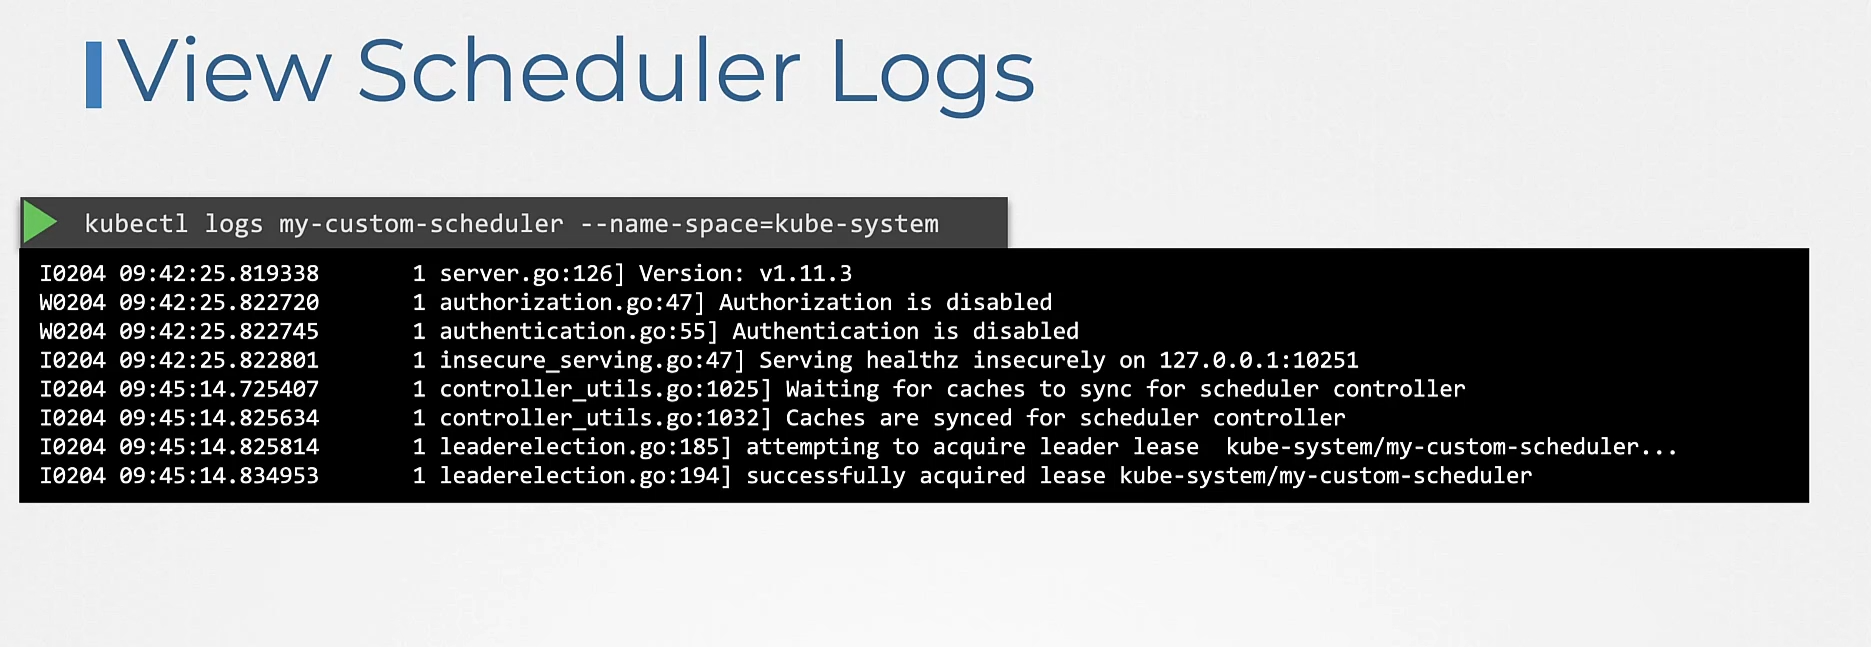 View Scheduler Logs
kubectl logs my-custom-scheduler --name-space=kube-system
I0204 09:42:25.819338       1 server.go:126] Version: v1.11.3
W0204 09:42:25.822720       1 authorization.go:47] Authorization is disabled
W0204 09:42:25.822745       1 authentication.go:55] Authentication is disabled
I0204 09:42:25.822801       1 insecure_serving.go:47] Serving healthz insecurely on 127.0.0.1:10251
I0204 09:45:14.725407       1 controller_utils.go:1025] Waiting for caches to sync for scheduler controller
I0204 09:45:14.825634       1 controller_utils.go:1032] Caches are synced for scheduler controller
I0204 09:45:14.825814       1 leaderelection.go:185] attempting to acquire leader lease  kube-system/my-custom-scheduler...
I0204 09:45:14.834953       1 leaderelection.go:194] successfully acquired lease kube-system/my-custom-scheduler